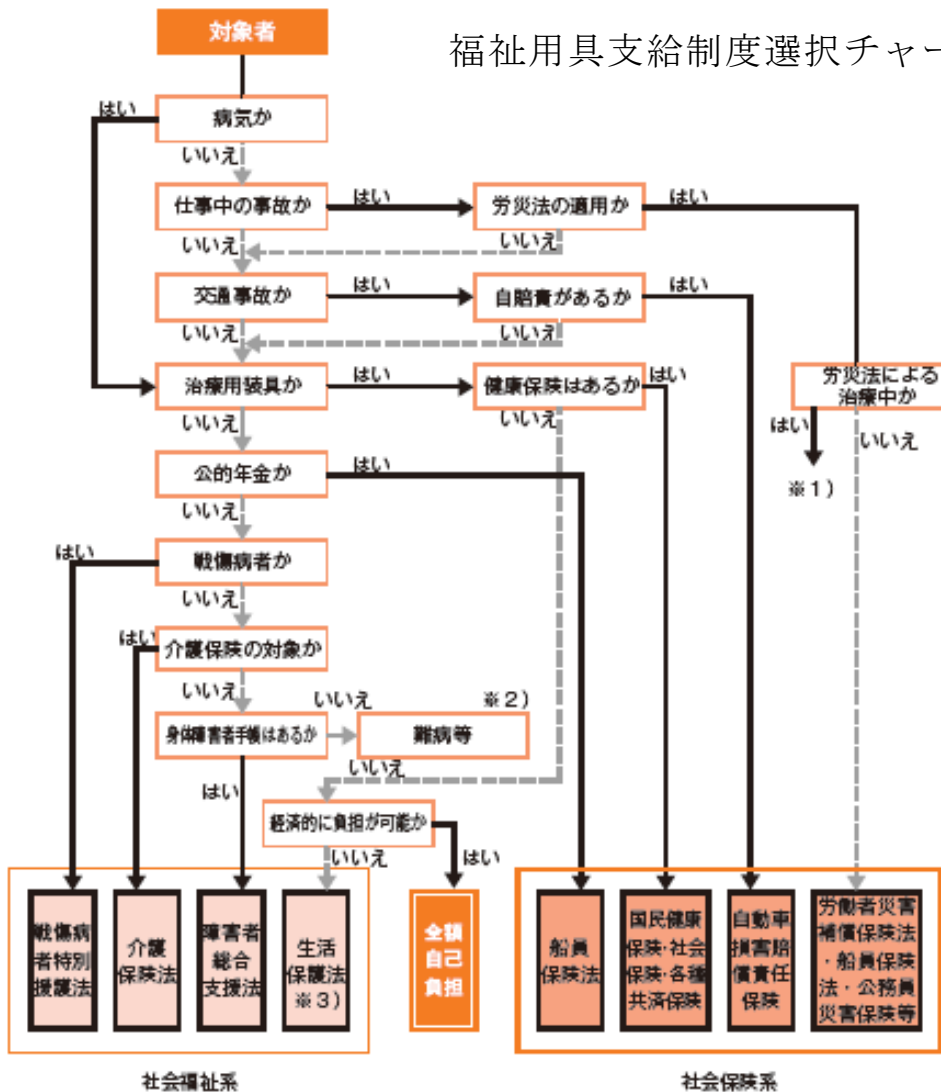 対象者
福祉用具支給制度選択チャー
はい
病気か
いいえ
仕事中の事故か
はい
労災法の適用か
はい
いいえ
いいえ
交通事故か
はい
自賠責があるか
はい
いいえ
いいえ
治療用装具か
はい
健康保険はあるか
はい
労災法による
治療中か
いいえ
いいえ
はい
いいえ
公的年金か
はい
※1）
いいえ
はい
戦傷病者か
いいえ
はい
介護保険の対象か
いいえ
いいえ
※2）
身体障害者手帳はあるか
難病等
いいえ
はい
経済的に負担が可能か
いいえ
はい
戦傷病
者特別
援護法
介護
保険法
障害者
総合
支援法
生活
保護法
※3）
全額
自己
負担
船員
保険法
国民健康
保険・社会
保険・各種
共済保険
自動車
損害賠
償責任
保険
労働者災害
補償保険法
・船員保険
法・公務員
災害保険等
社会福祉系
社会保険系